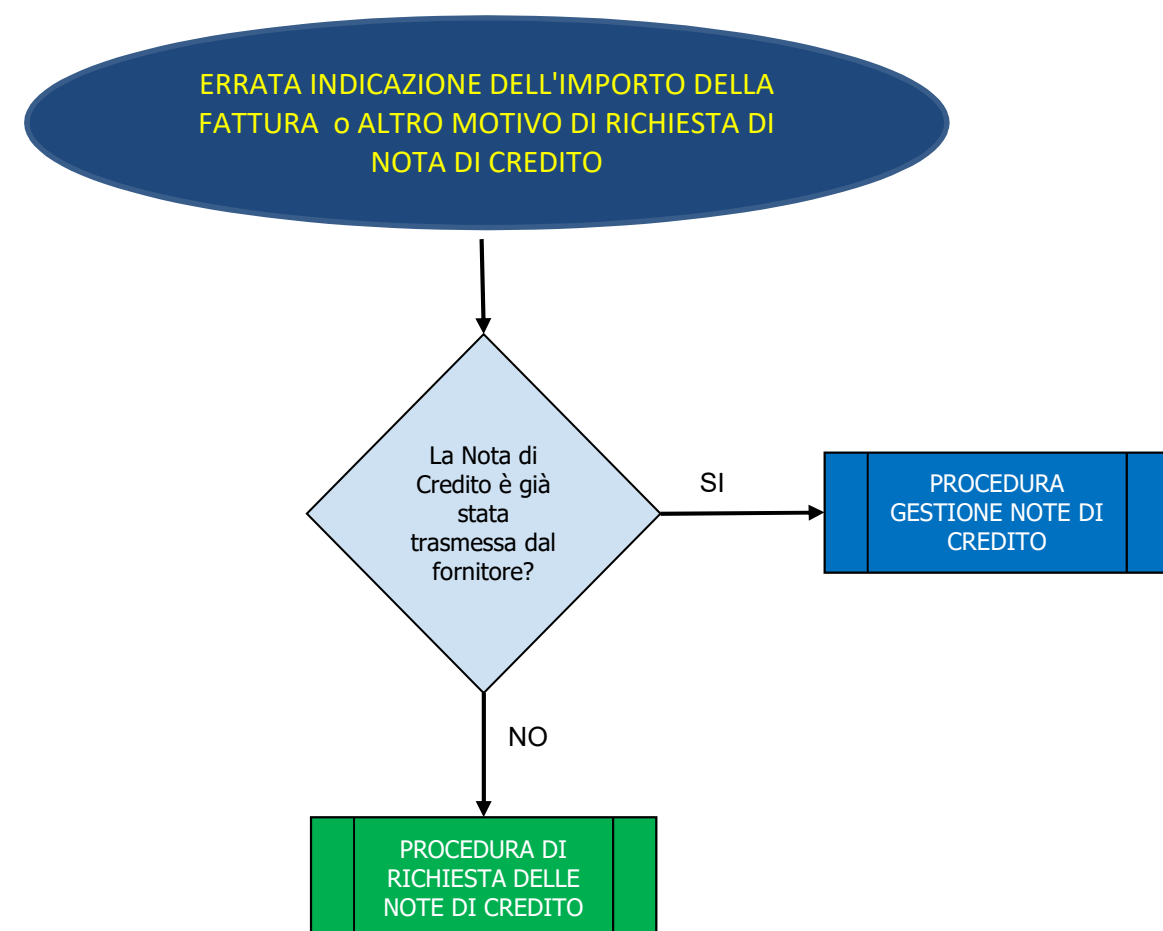 ERRATA INDICAZIONE DELL'IMPORTO DELLA
FATTURA o ALTRO MOTIVO DI RICHIESTA DI
NOTA DI CREDITO
La Nota di
Credito è già
stata
trasmessa dal
fornitore?
SI
PROCEDURA
GESTIONE NOTE DI
CREDITO
NO
PROCEDURA DI
RICHIESTA DELLE
NOTE DI CREDITO